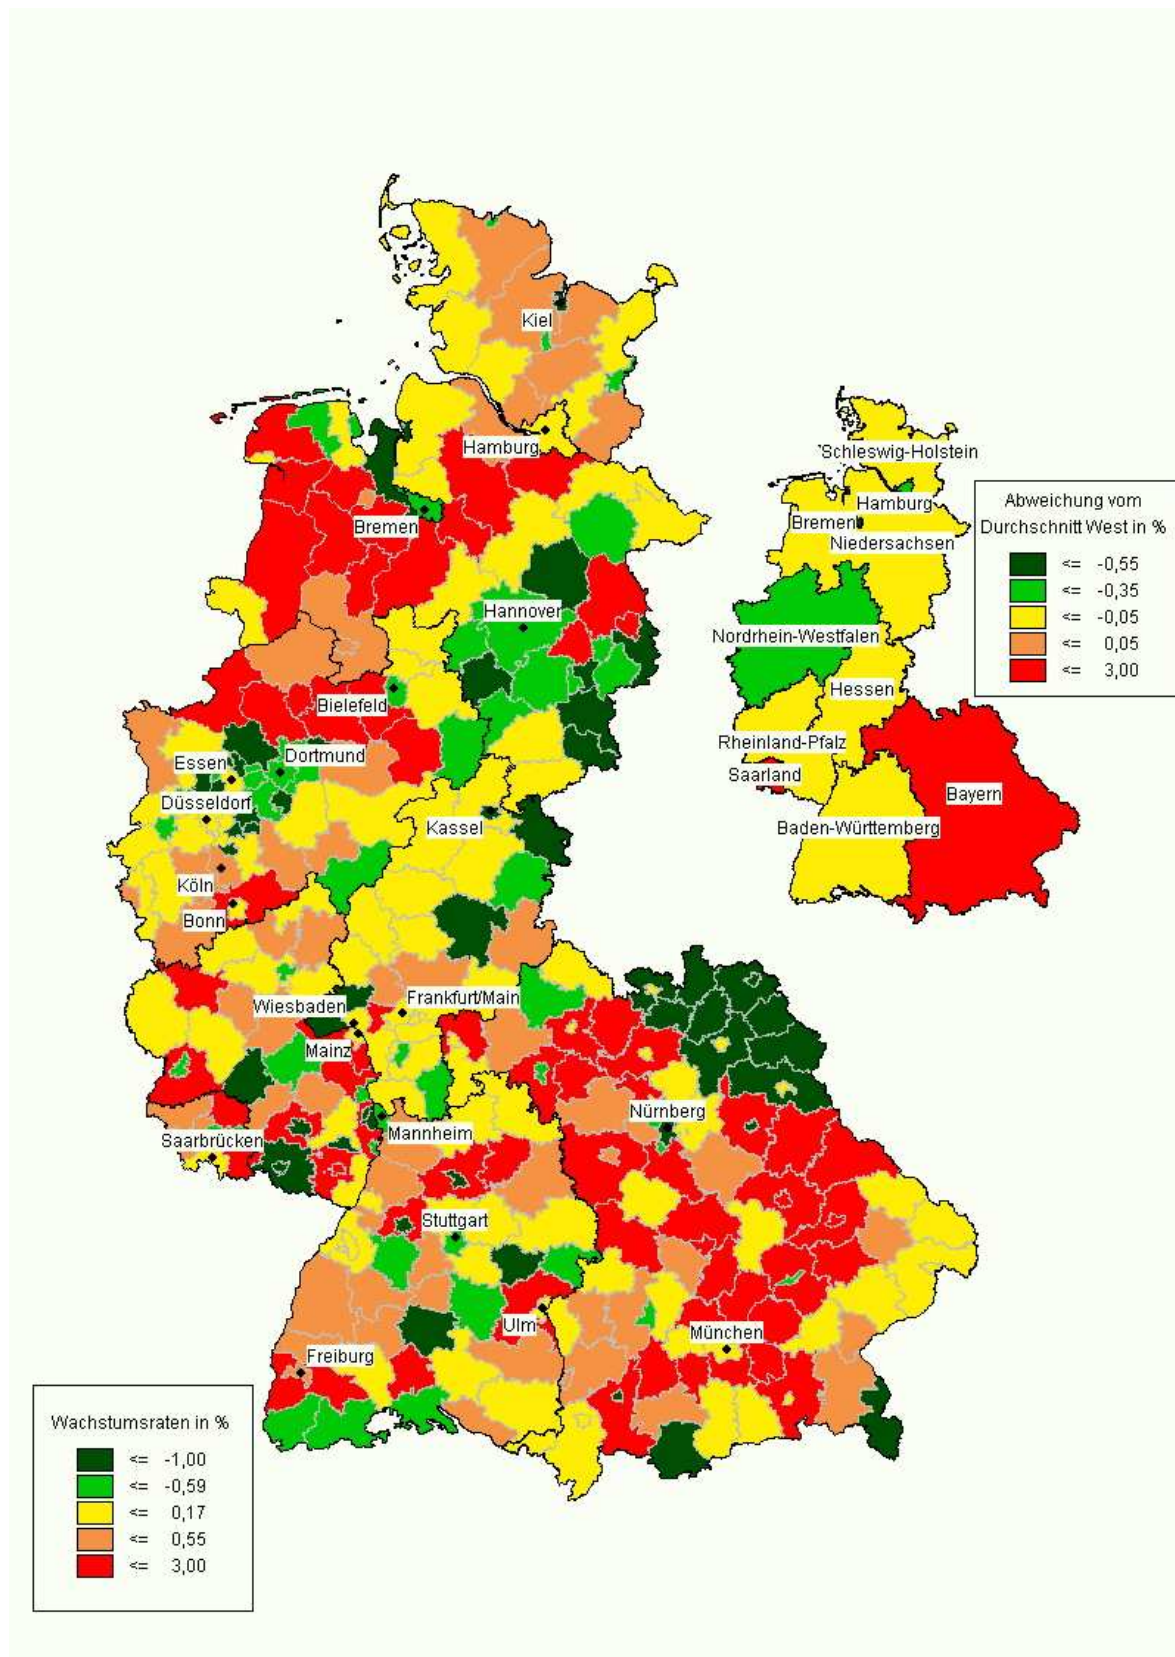 Kiel
Hamburg
Bremen
Hannover
Bielefeld
Essen
Dortmund
Düsseldorf
Kassel
Köln
Bonn
Wiesbaden
Frankfurt/Main
Mainz
Nürnberg
Saarbrücken
Mannheim
Stuttgart
Ulm
München
Freiburg
Schleswig-Holstein
Hamburg
Bremen
Niedersachsen
Nordrhein-Westfalen
Hessen
Rheinland-Pfalz
Saarland
Bayern
Baden-Württemberg
Abweichung vom
Durchschnitt West in %
<= -0,55
<= -0,35
<= -0,05
<= 0,05
<= 3,00
Wachstumsraten in %
<= -1,00
<= -0,59
<= 0,17
<= 0,55
<= 3,00